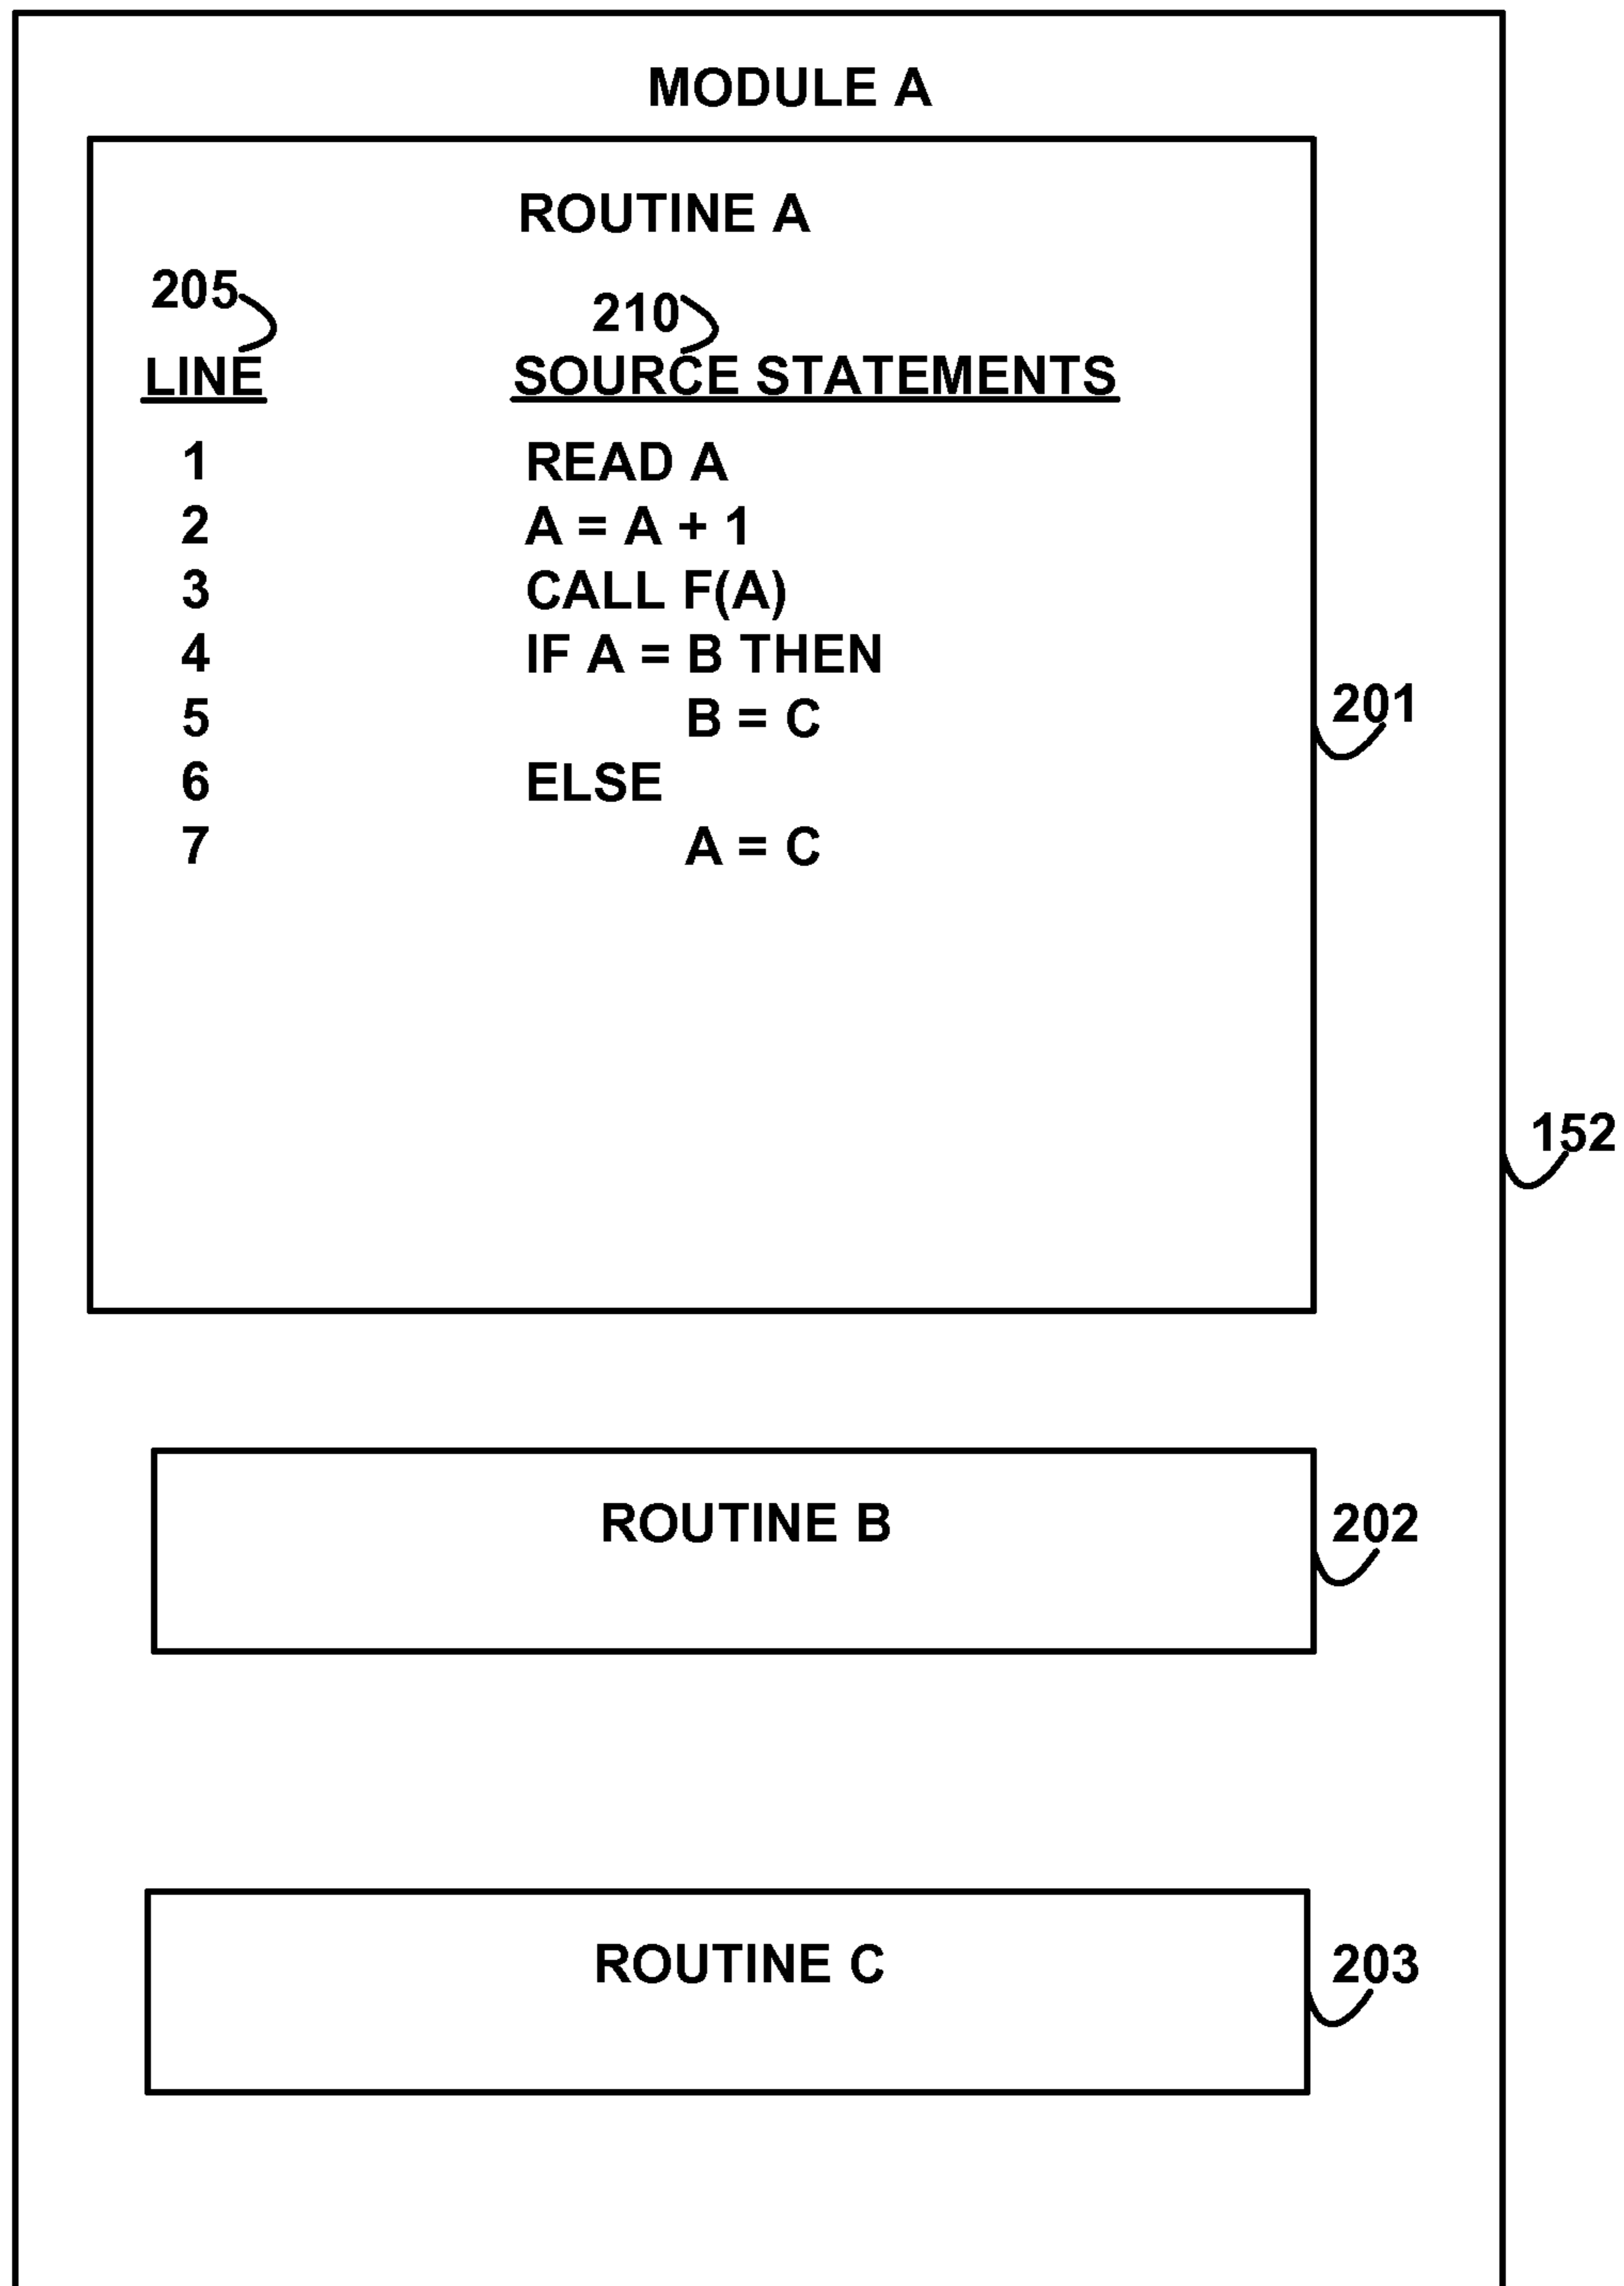 MODULE A
ROUTINE A
205
210
LINE SOURCE STATEMENTS
1 READ A
2 A = A + 1
3 CALL F(A)
4 IF A = B THEN
5 B = C
201
6 ELSE
7 A = C
152
ROUTINE B
202
ROUTINE C
203